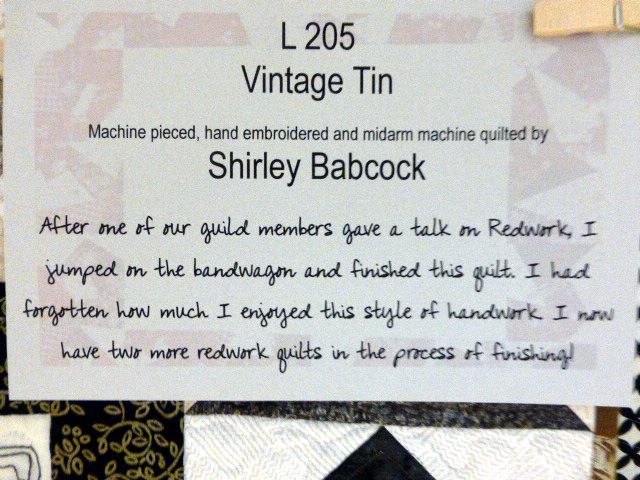 L 205
Vintage Tin
Machine pieced, hand embroidered and midarm machine quilted by
Shirley Babcock
After one of our guild members gave a talk on Redwork, I
jumped on the bandwagon and finished this quilt. I had
forgotten how much I enjoyed this style of handwork. I now
have two more redwork quilts in the process of finishing!